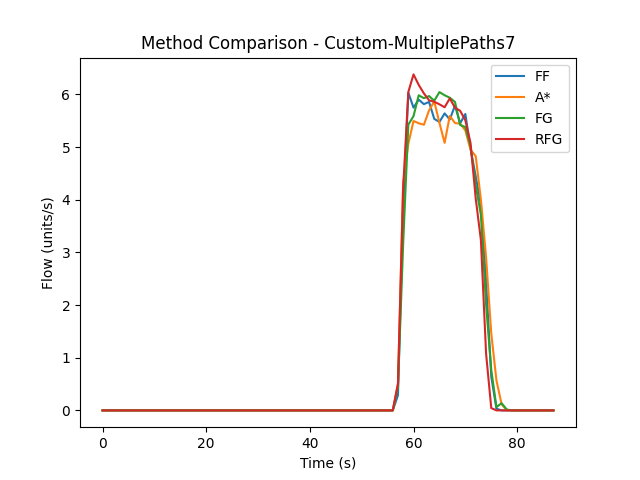 Method Comparison - Custom-MultiplePaths7
FF
A*
FG
RFG
Flow (units/s)
6
5
4
3
2
1
0
0 20 40 60 80
Time (s)